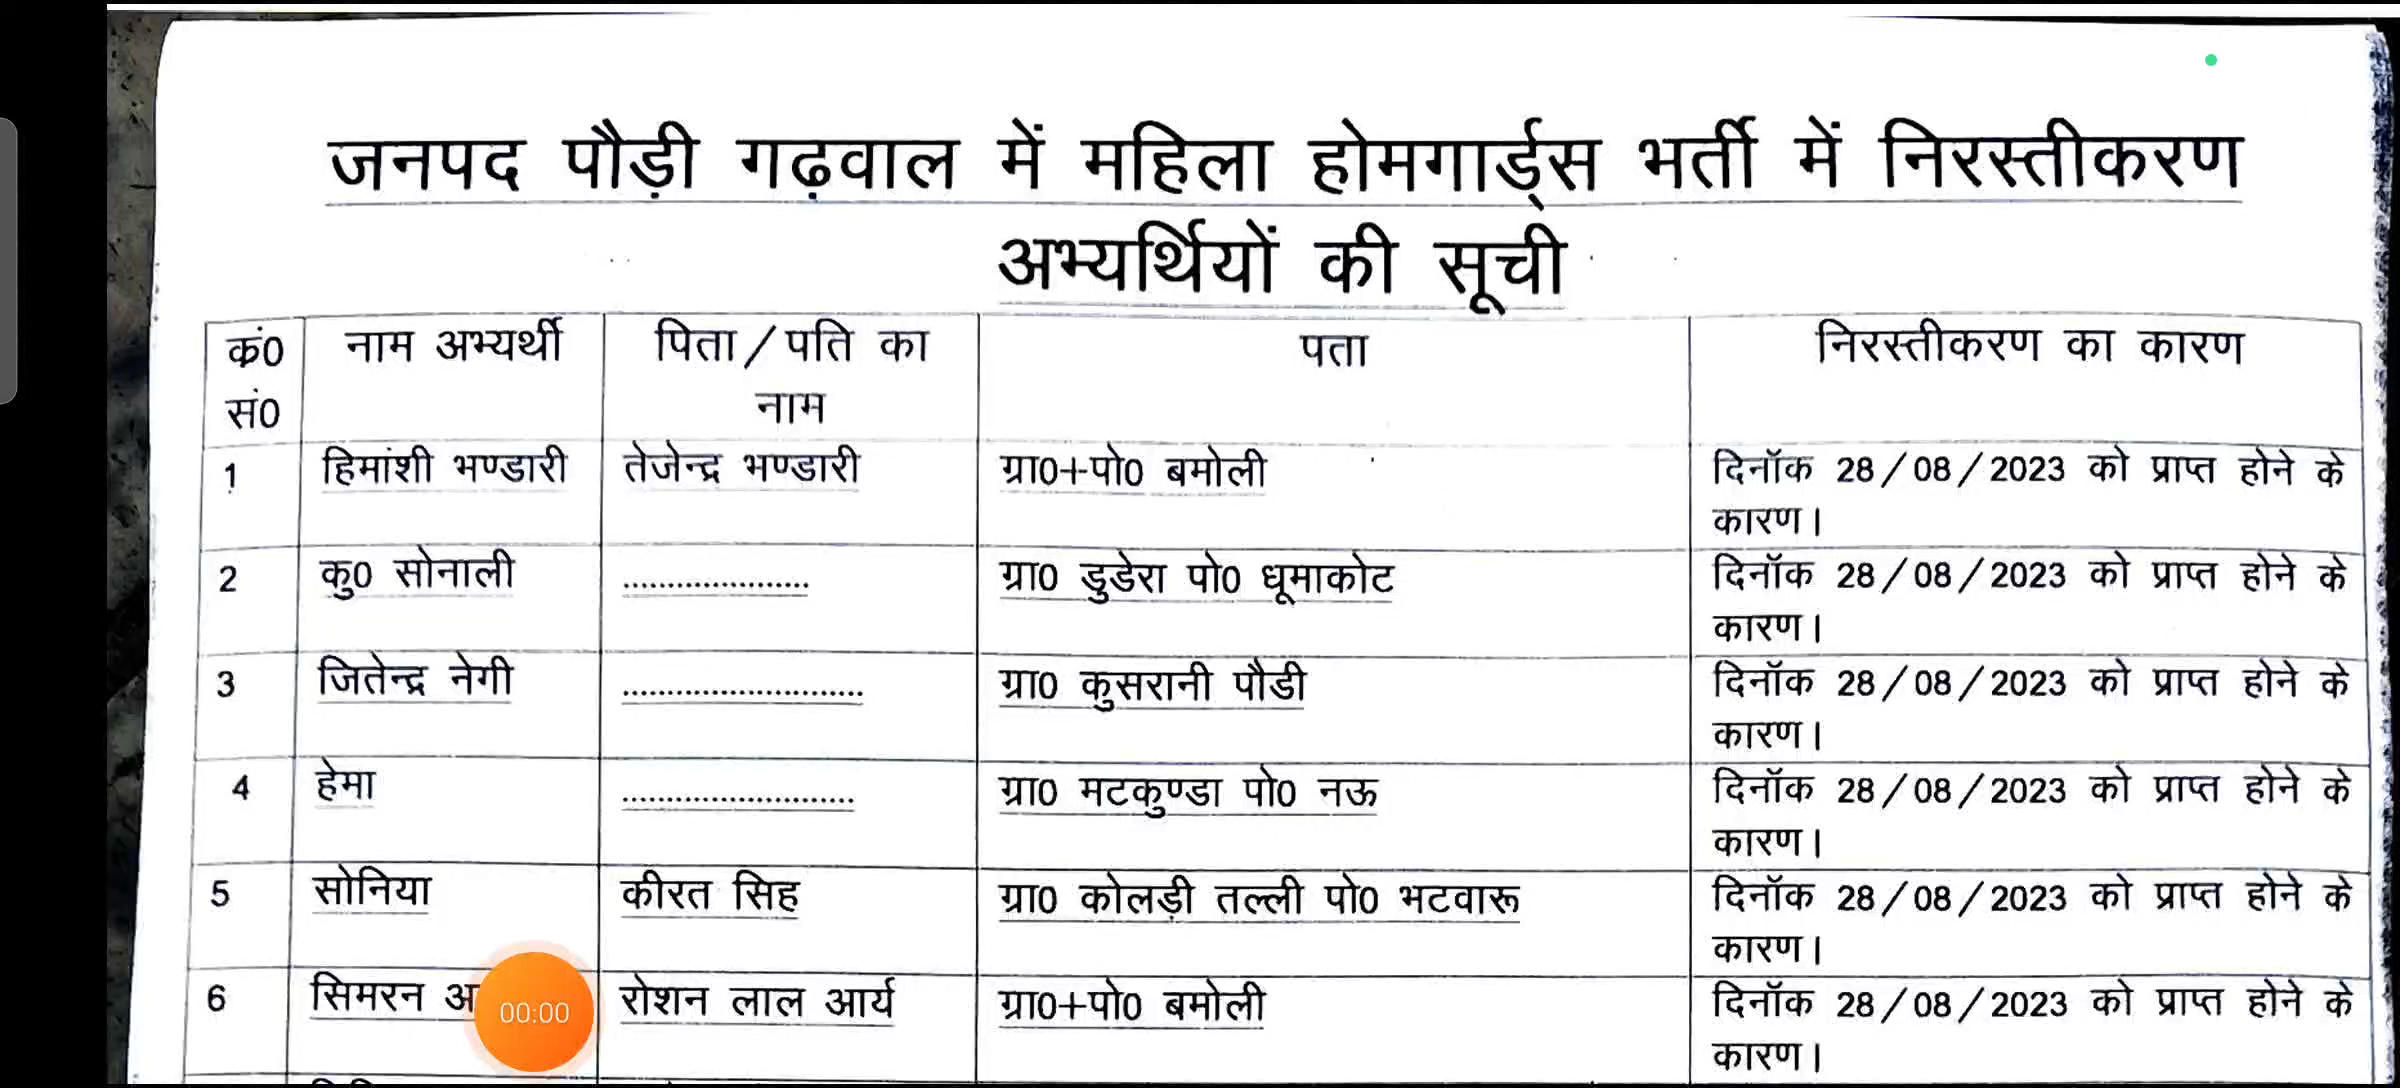 जनपद पौड़ी गढ़वाल में महिला होमगार्ड्स भर्ती में निरस्तीकरण
अभ्यर्थियों की सूची
कं0 सं0 नाम अभ्यर्थी पिता/पति का नाम पता निरस्तीकरण का कारण
1 हिमांशी भण्डारी तेजेन्द्र भण्डारी ग्रा0+पो0 बमोली दिनॉक 28/08/2023 को प्राप्त होने के
कारण।
2 कु0 सोनाली ..................... ग्रा0 डुडेरा पो0 धूमाकोट दिनॉक 28/08/2023 को प्राप्त होने के
कारण।
3 जितेन्द्र नेगी ........................ ग्रा0 कुसरानी पौडी दिनॉक 28/08/2023 को प्राप्त होने के
कारण।
4 हेमा ....................... ग्रा0 मटकुण्डा पो0 नऊ दिनॉक 28/08/2023 को प्राप्त होने के
कारण।
5 सोनिया कीरत सिह ग्रा0 कोलड़ी तल्ली पो0 भटवारू दिनॉक 28/08/2023 को प्राप्त होने के
कारण।
6 सिमरन रोशन लाल आर्य ग्रा0+पो0 बमोली दिनॉक 28/08/2023 को प्राप्त होने के
कारण।
00:00